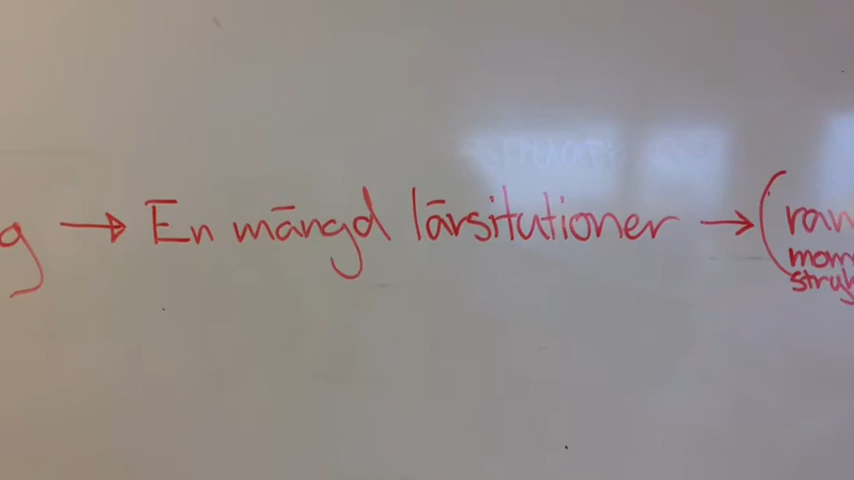 g → En mängd lärsitutioner → (